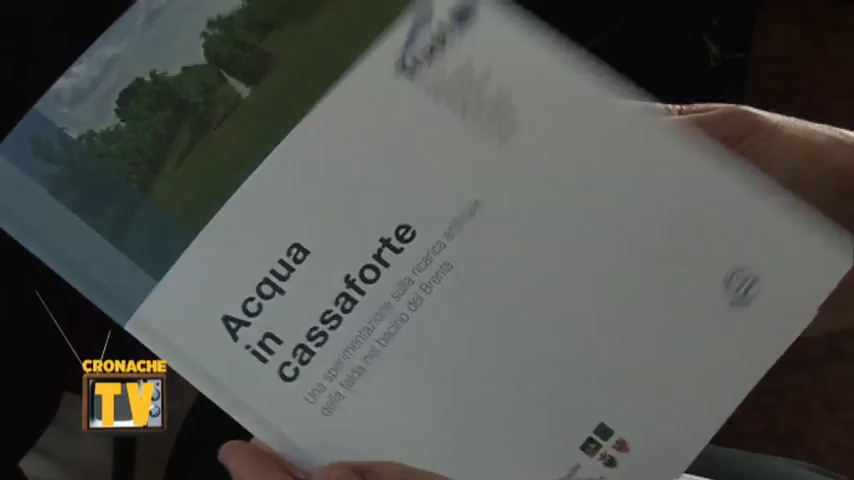 Acqua
in
cassaforte
Una sperimentazione sulla ricarica artificiale
della falda nel bacino del Brenta
CRONACHE
TV